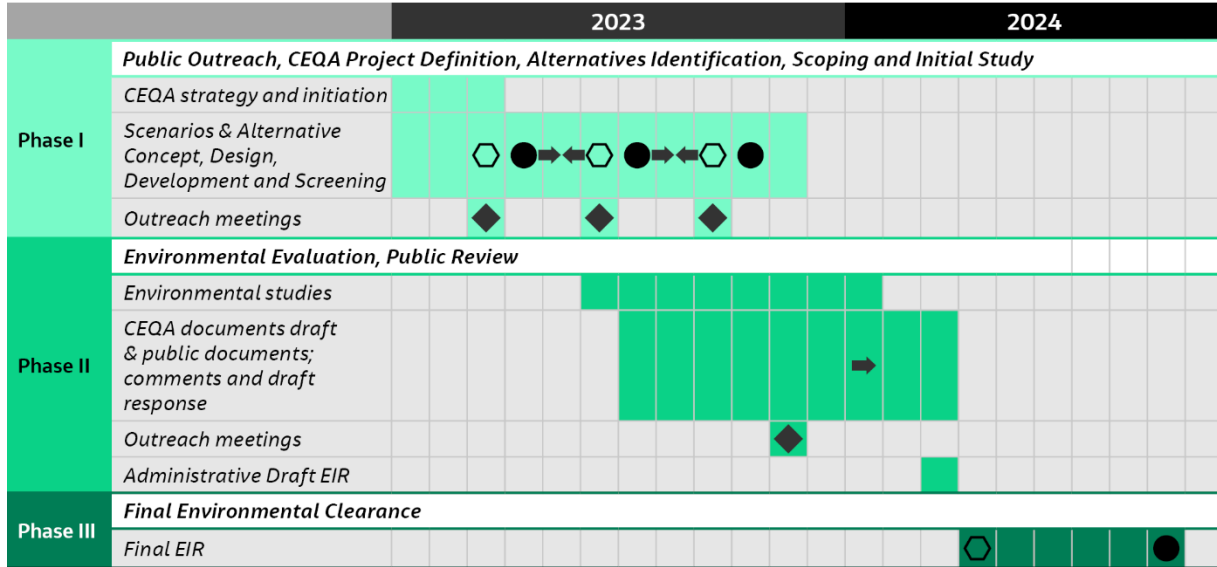 2023 2024
Public Outreach, CEQA Project Definition, Alternatives Identification, Scoping and Initial Study
Phase I
CEQA strategy and initiation
Scenarios & Alternative
Concept, Design,
Development and Screening
Outreach meetings
Environmental Evaluation, Public Review
Phase II
Environmental studies
CEQA documents draft
& public documents;
comments and draft
response
Outreach meetings
Administrative Draft EIR
Final Environmental Clearance
Phase III
Final EIR